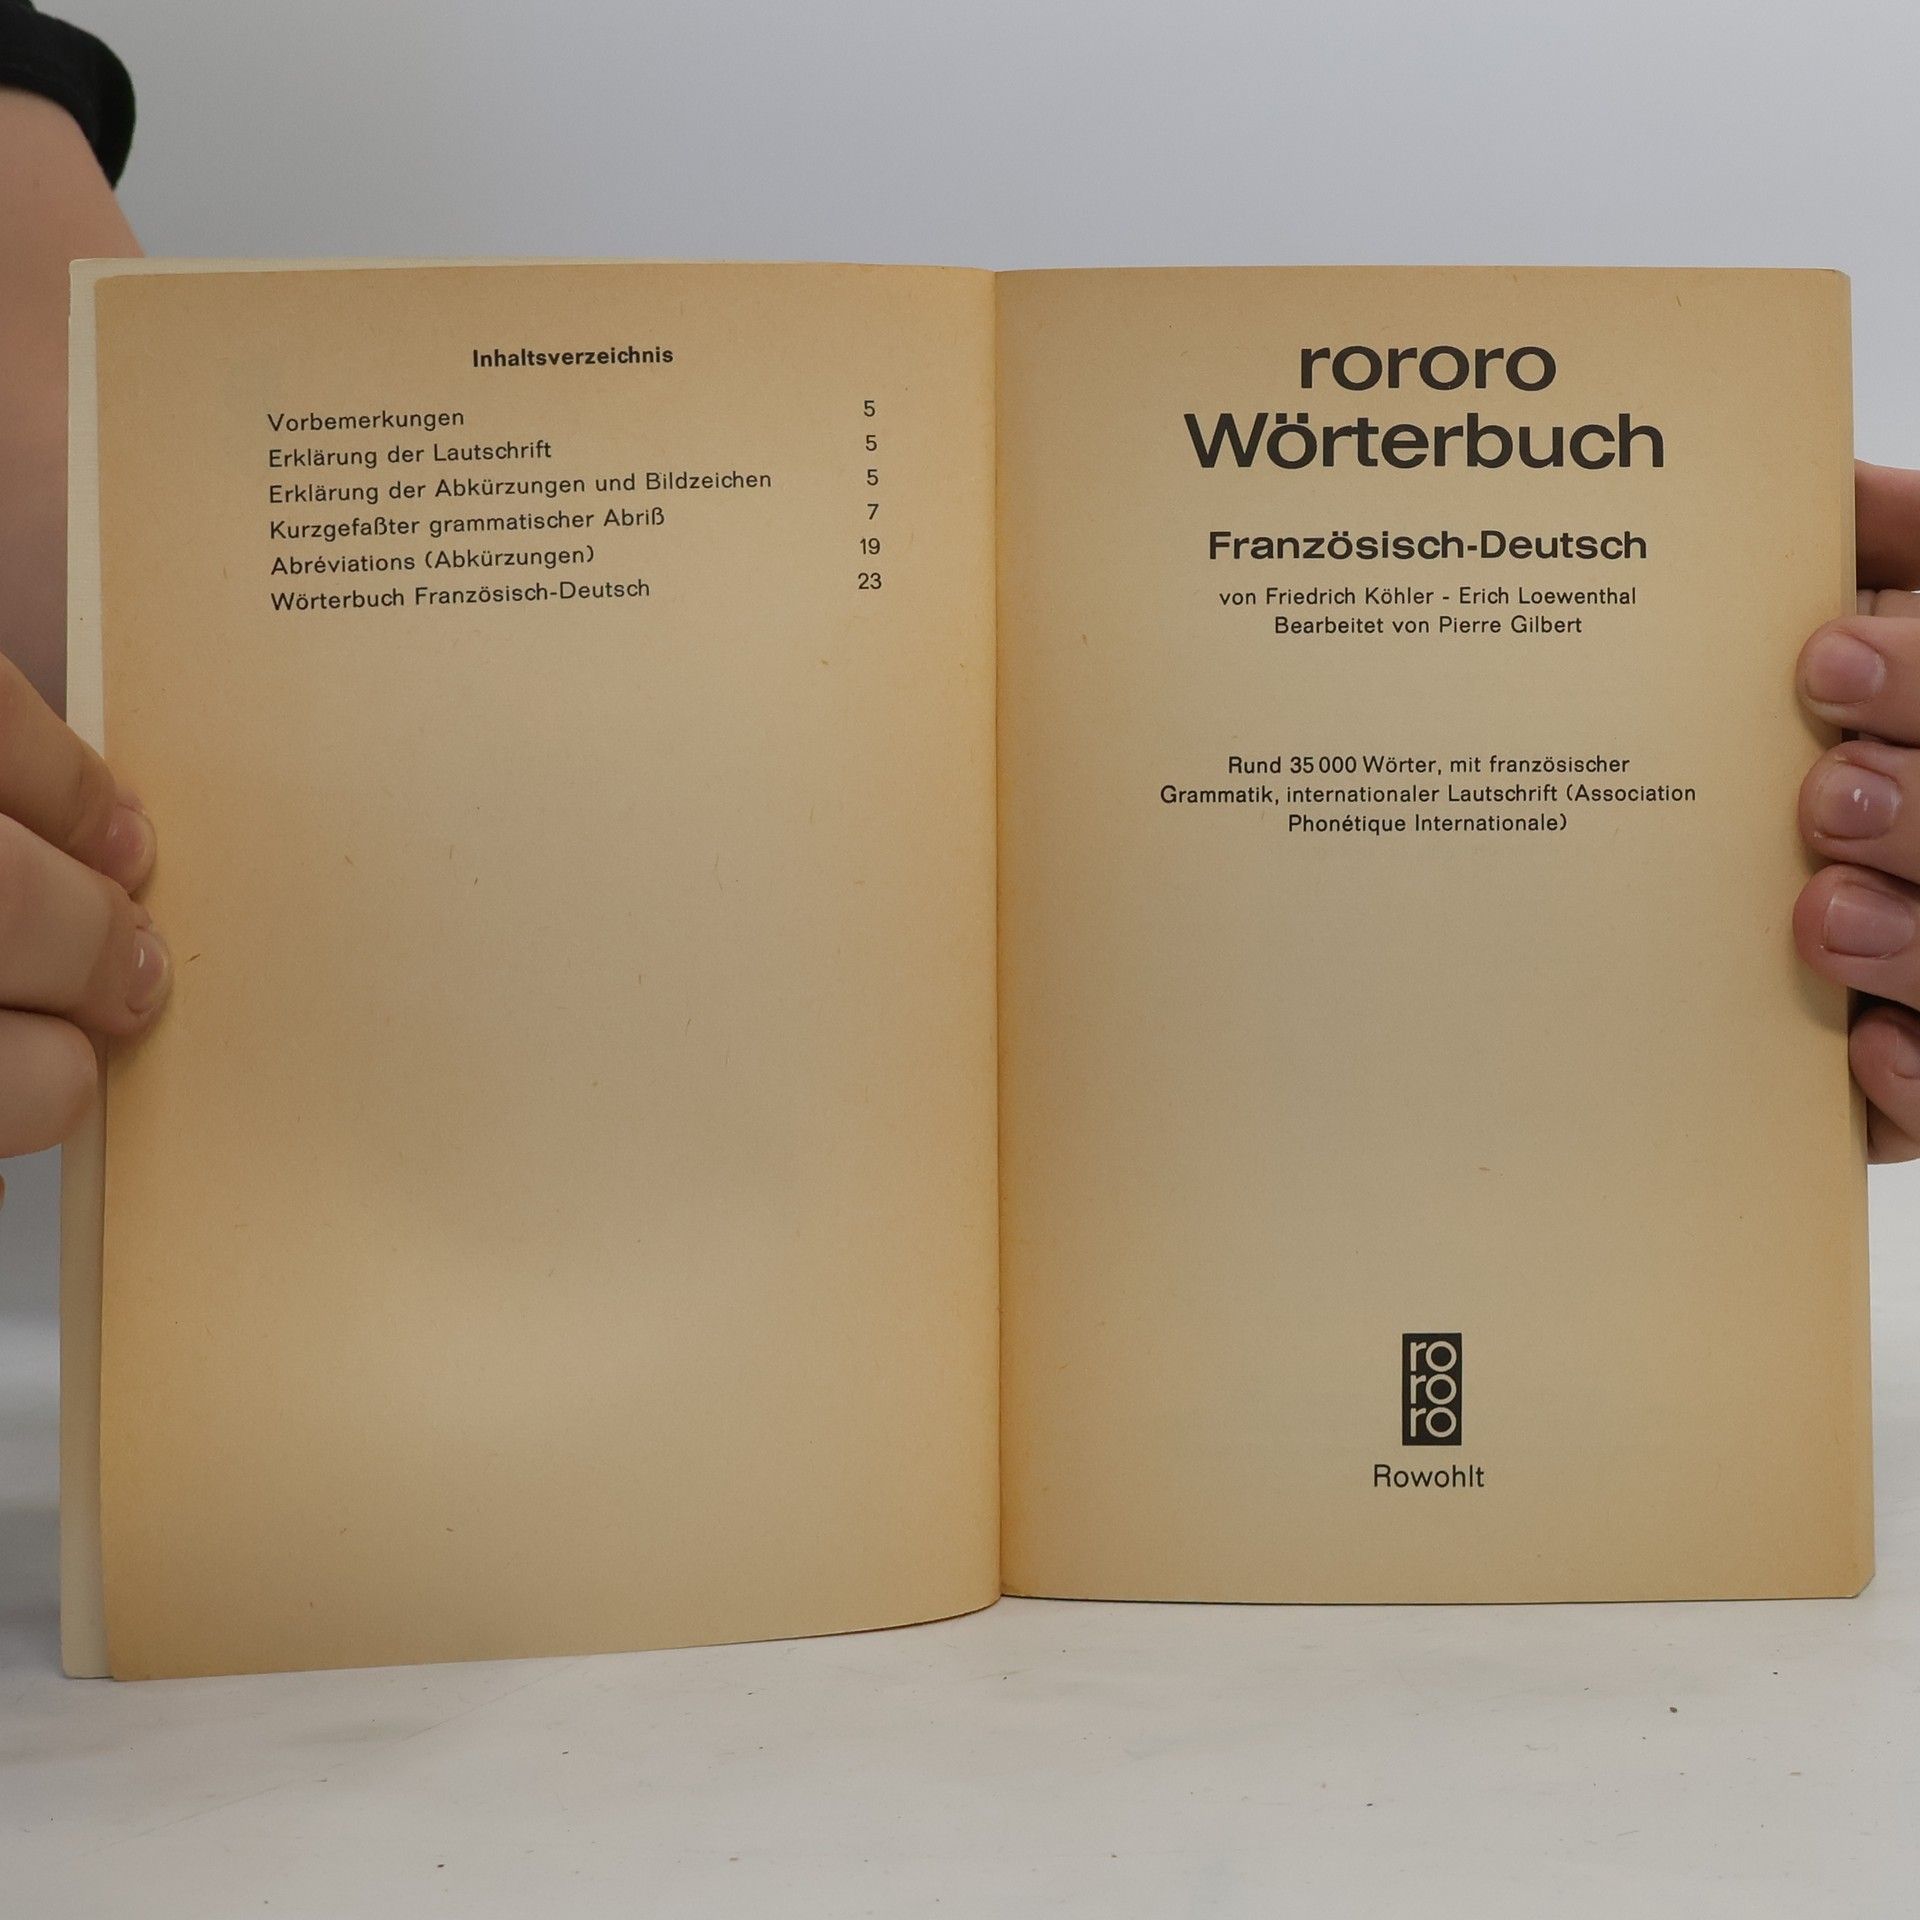 Inhaltsverzeichnis
Vorbemerkungen 5
Erklärung der Lautschrift 5
Erklärung der Abkürzungen und Bildzeichen 5
Kurzgefaßter grammatischer Abriß 7
Abréviations (Abkürzungen) 19
Wörterbuch Französisch-Deutsch 23
rororo
Wörterbuch
Französisch-Deutsch
von Friedrich Köhler - Erich Loewenthal
Bearbeitet von Pierre Gilbert
Rund 35 000 Wörter, mit französischer
Grammatik, internationaler Lautschrift (Association
Phonétique Internationale)
ro
ro
ro
Rowohlt